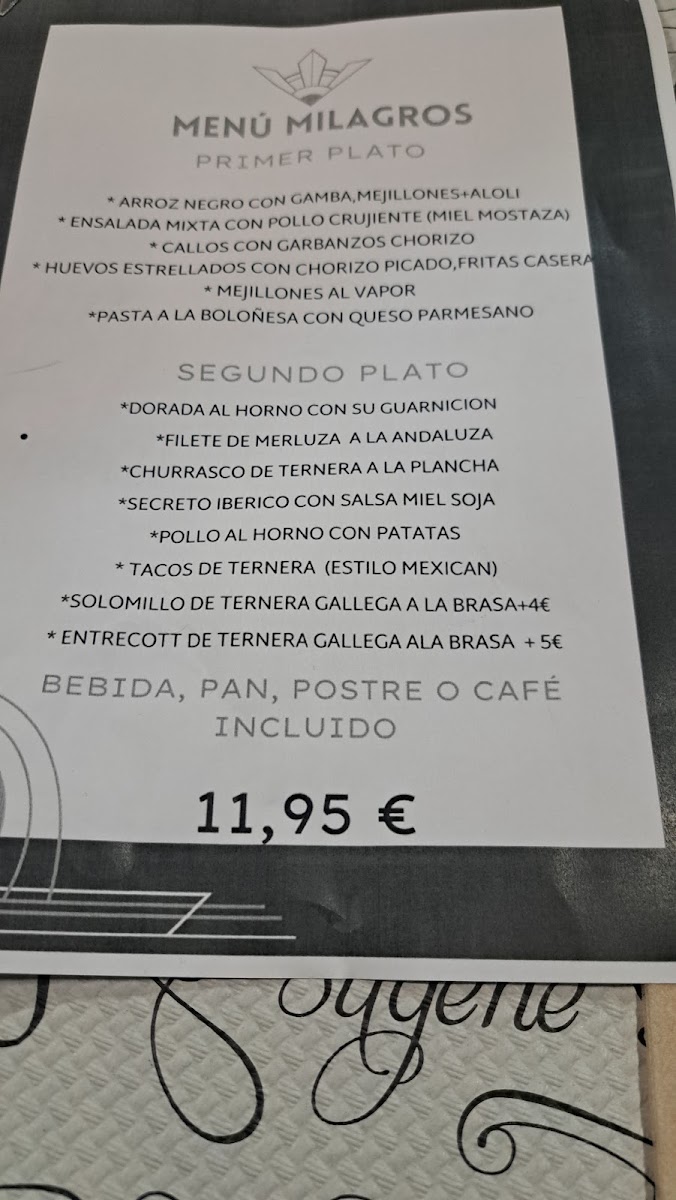 MENÚ MILAGROS
PRIMER PLATO
* ARROZ NEGRO CON GAMBA,MEJILLONES+ALOLI
* ENSALADA MIXTA CON POLLO CRUJIENTE (MIEL MOSTAZA)
* CALLOS CON GARBANZOS CHORIZO
* HUEVOS ESTRELLADOS CON CHORIZO PICADO,FRITAS CASERA
* MEJILLONES AL VAPOR
*PASTA A LA BOLOÑESA CON QUESO PARMESANO
SEGUNDO PLATO
*DORADA AL HORNO CON SU GUARNICION
*FILETE DE MERLUZA A LA ANDALUZA
*CHURRASCO DE TERNERA A LA PLANCHA
*SECRETO IBERICO CON SALSA MIEL SOJA
*POLLO AL HORNO CON PATATAS
* TACOS DE TERNERA (ESTILO MEXICAN)
*SOLOMILLO DE TERNERA GALLEGA A LA BRASA+4€
* ENTRECOTT DE TERNERA GALLEGA ALA BRASA + 5€
BEBIDA, PAN, POSTRE O CAFÉ
INCLUIDO
11,95 €